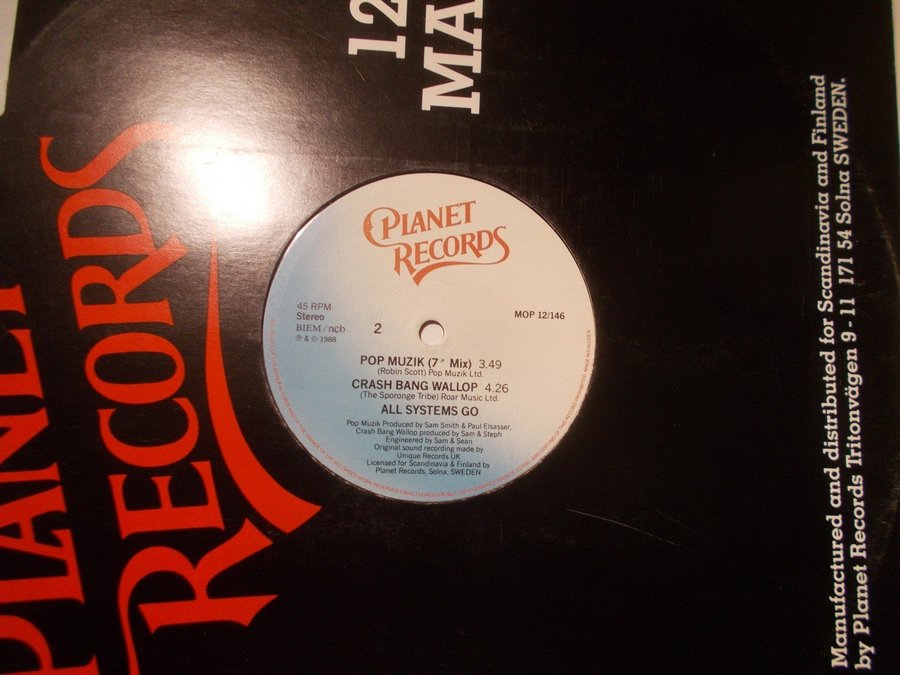 PLANET
RECORDS
12
MA
PLANET
RECORDS
45 RPM
Stereo
BIEM/ncb
℗ & © 1988
2
MOP 12/146
POP MUZIK (7″ Mix) 3.49
(Robin Scott) Pop Muzik Ltd.
CRASH BANG WALLOP 4.26
(The Sporonge Tribe) Roar Music Ltd.
ALL SYSTEMS GO
Pop Muzik Produced by Sam Smith & Paul Elsasser,
Crash Bang Wallop produced by Sam & Steph
Engineered by Sam & Sean
Original sound recording made by
Unique Records UK
Licensed for Scandinavia & Finland by
Planet Records, Solna, SWEDEN
Manufactured and distributed for Scandinavia and Finland
by Planet Records Tritonvägen 9-11 171 54 Solna SWEDEN.